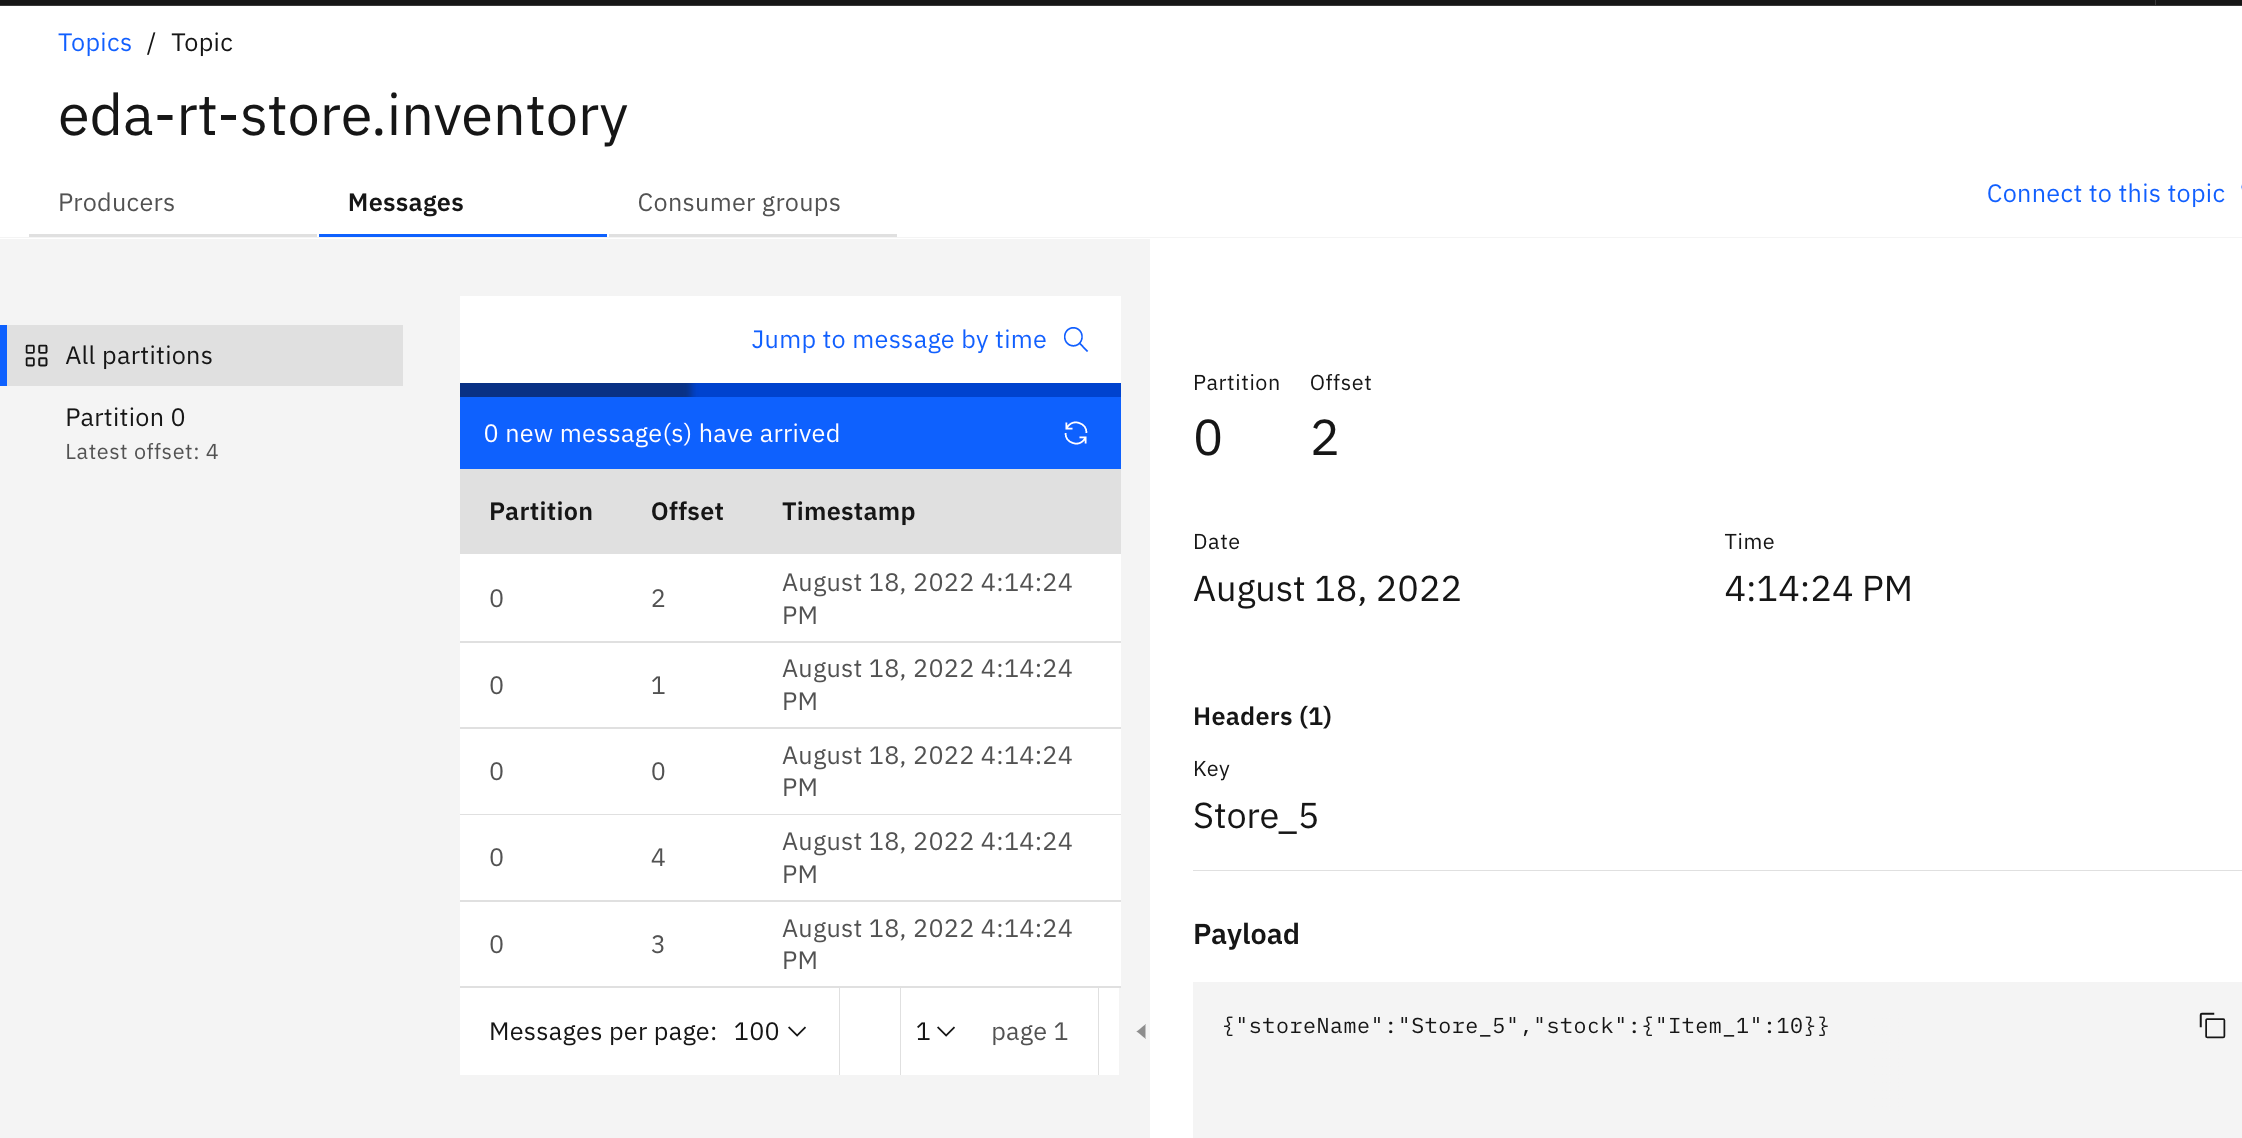 Topics / Topic
eda-rt-store.inventory
Producers
Messages
Consumer groups
Connect to this topic
All partitions
Partition 0
Latest offset: 4
Jump to message by time
0 new message(s) have arrived
Partition Offset Timestamp
0 2 August 18, 2022 4:14:24
PM
0 1 August 18, 2022 4:14:24
PM
0 0 August 18, 2022 4:14:24
PM
0 4 August 18, 2022 4:14:24
PM
0 3 August 18, 2022 4:14:24
PM
Messages per page: 100 1 page 1
Partition Offset
0 2
Date Time
August 18, 2022 4:14:24 PM
Headers (1)
Key
Store_5
Payload
{"storeName":"Store_5","stock":{"Item_1":10}}